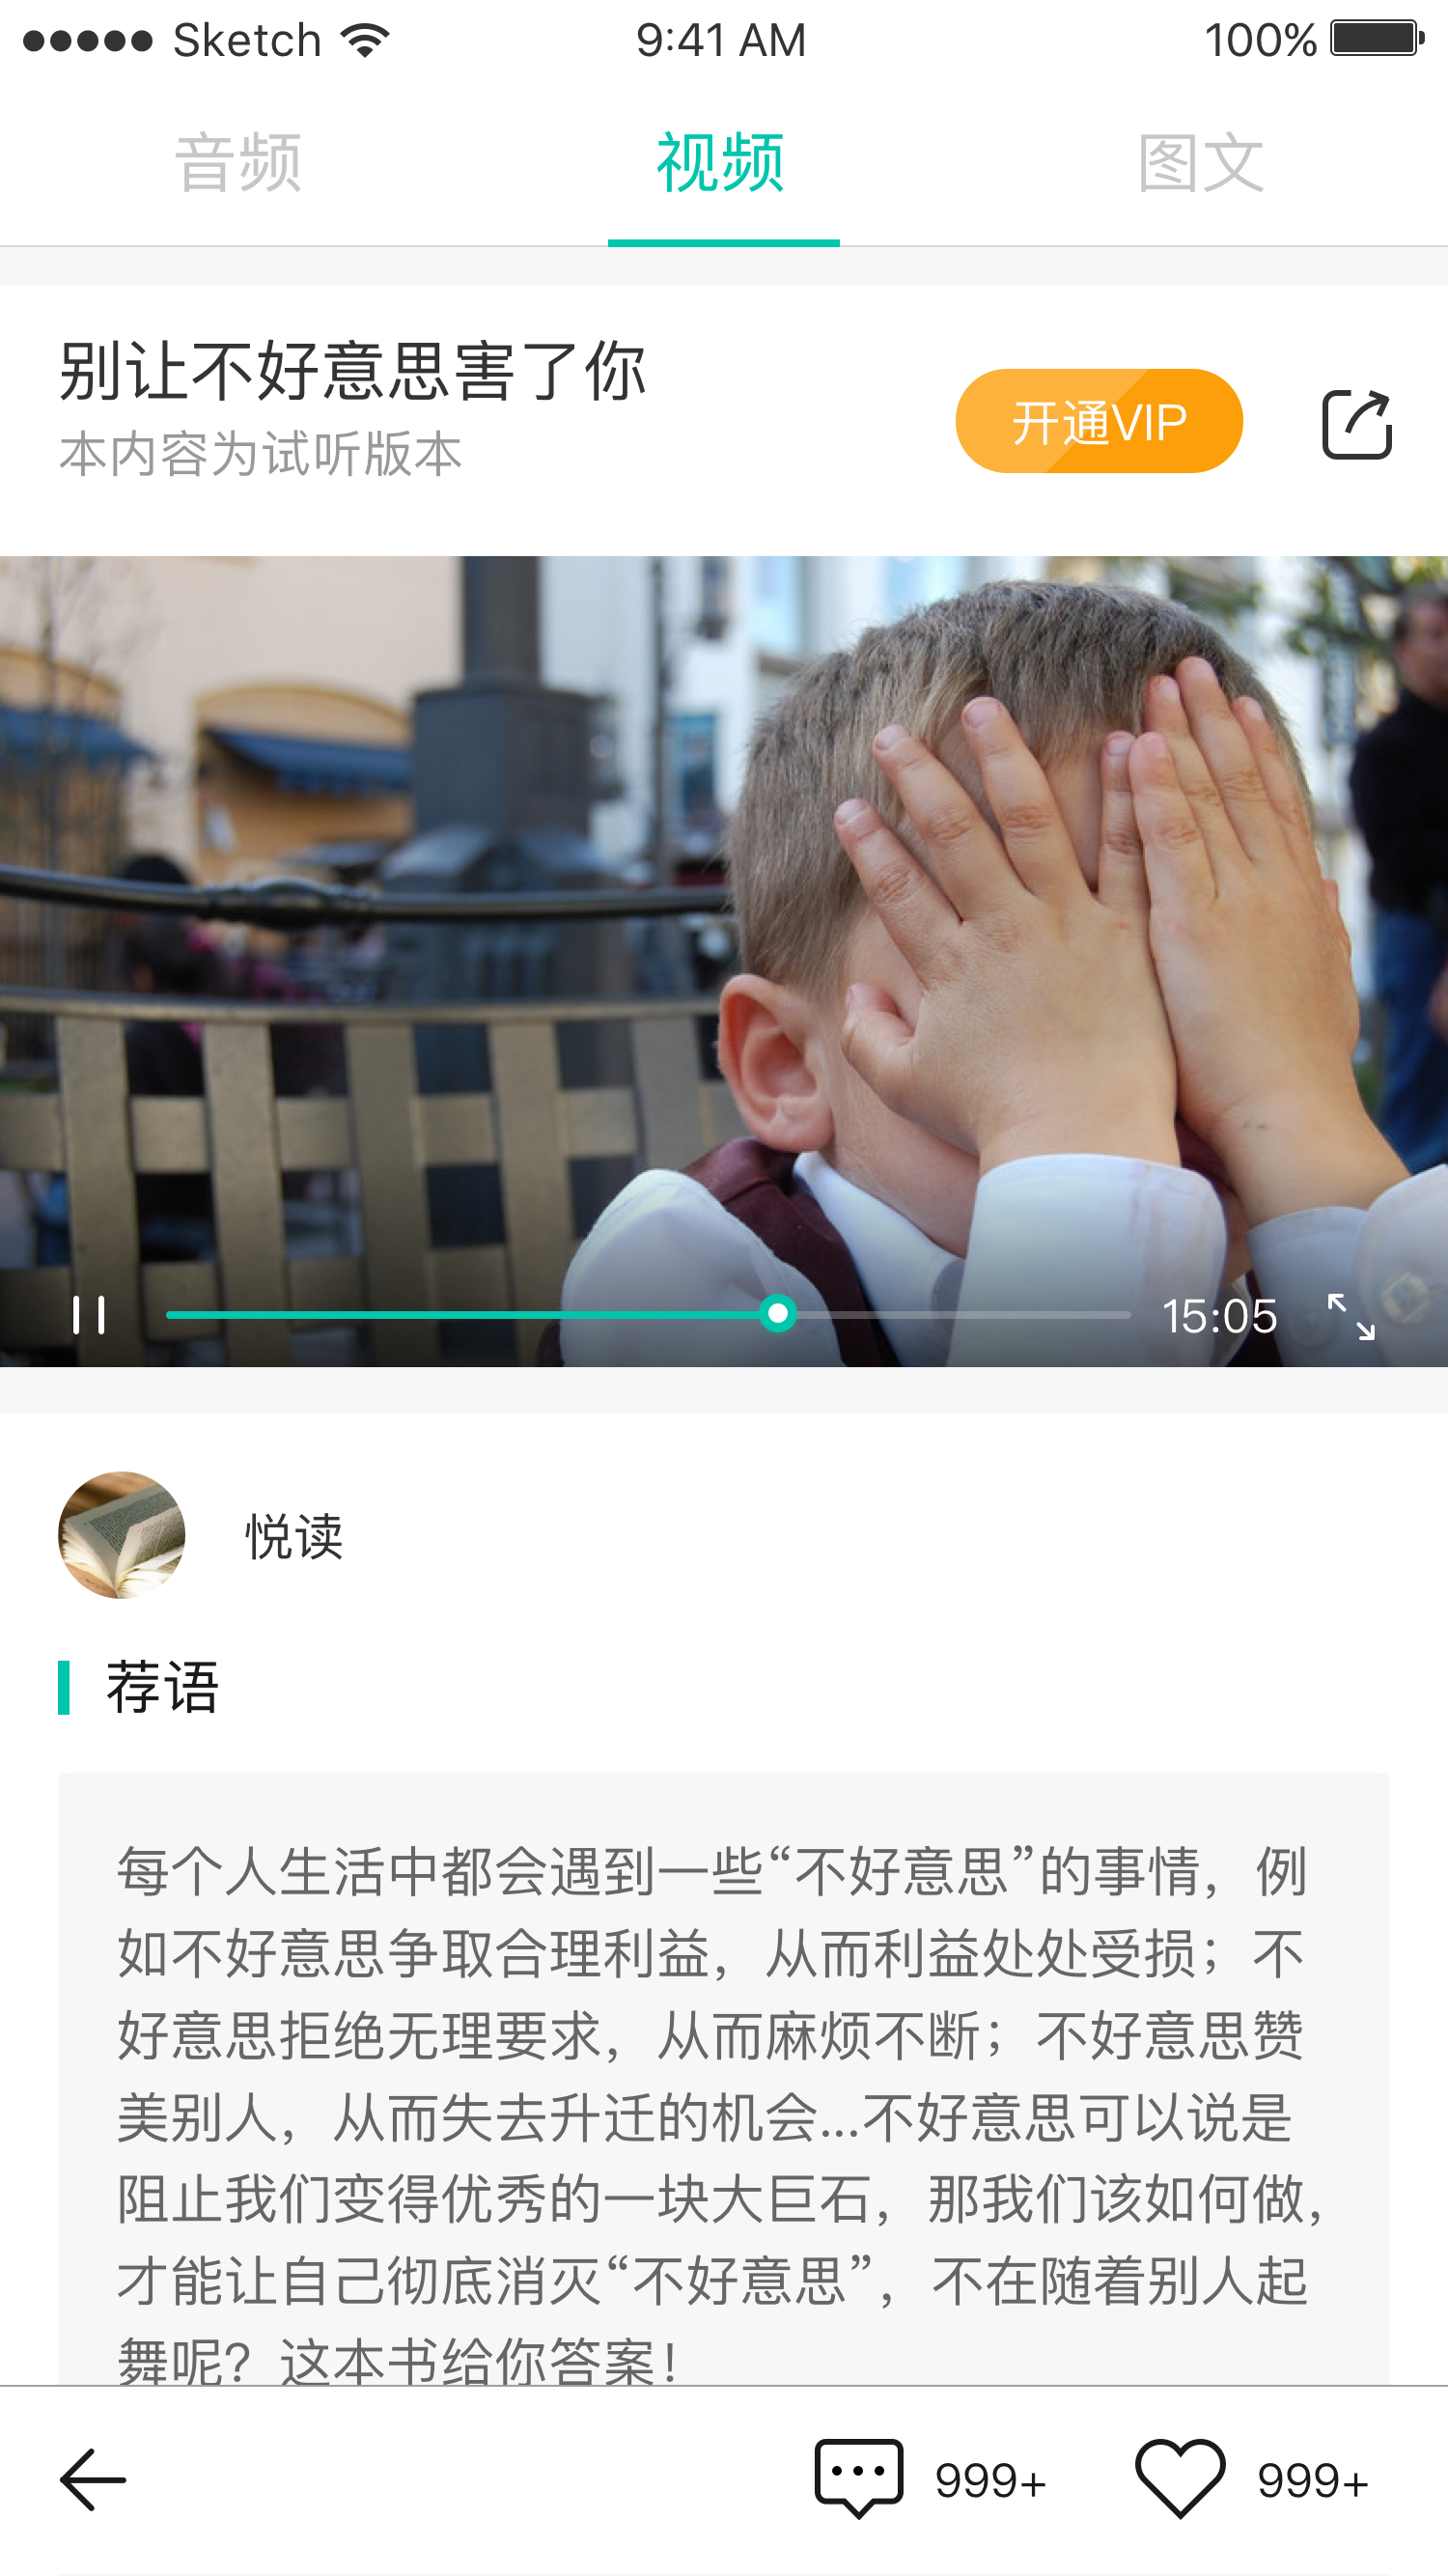 Sketch 9:41 AM 100%
音频 视频 图文
别让不好意思害了你
本内容为试听版本
开通VIP
15:05
悦读
荐语
每个人生活中都会遇到一些“不好意思”的事情，例
如不好意思争取合理利益，从而利益处处受损；不
好意思拒绝无理要求，从而麻烦不断；不好意思赞
美别人，从而失去升迁的机会...不好意思可以说是
阻止我们变得优秀的一块大巨石，那我们该如何做，
才能让自己彻底消灭“不好意思”，不在随着别人起
舞呢？这本书给你答案！
999+ 999+